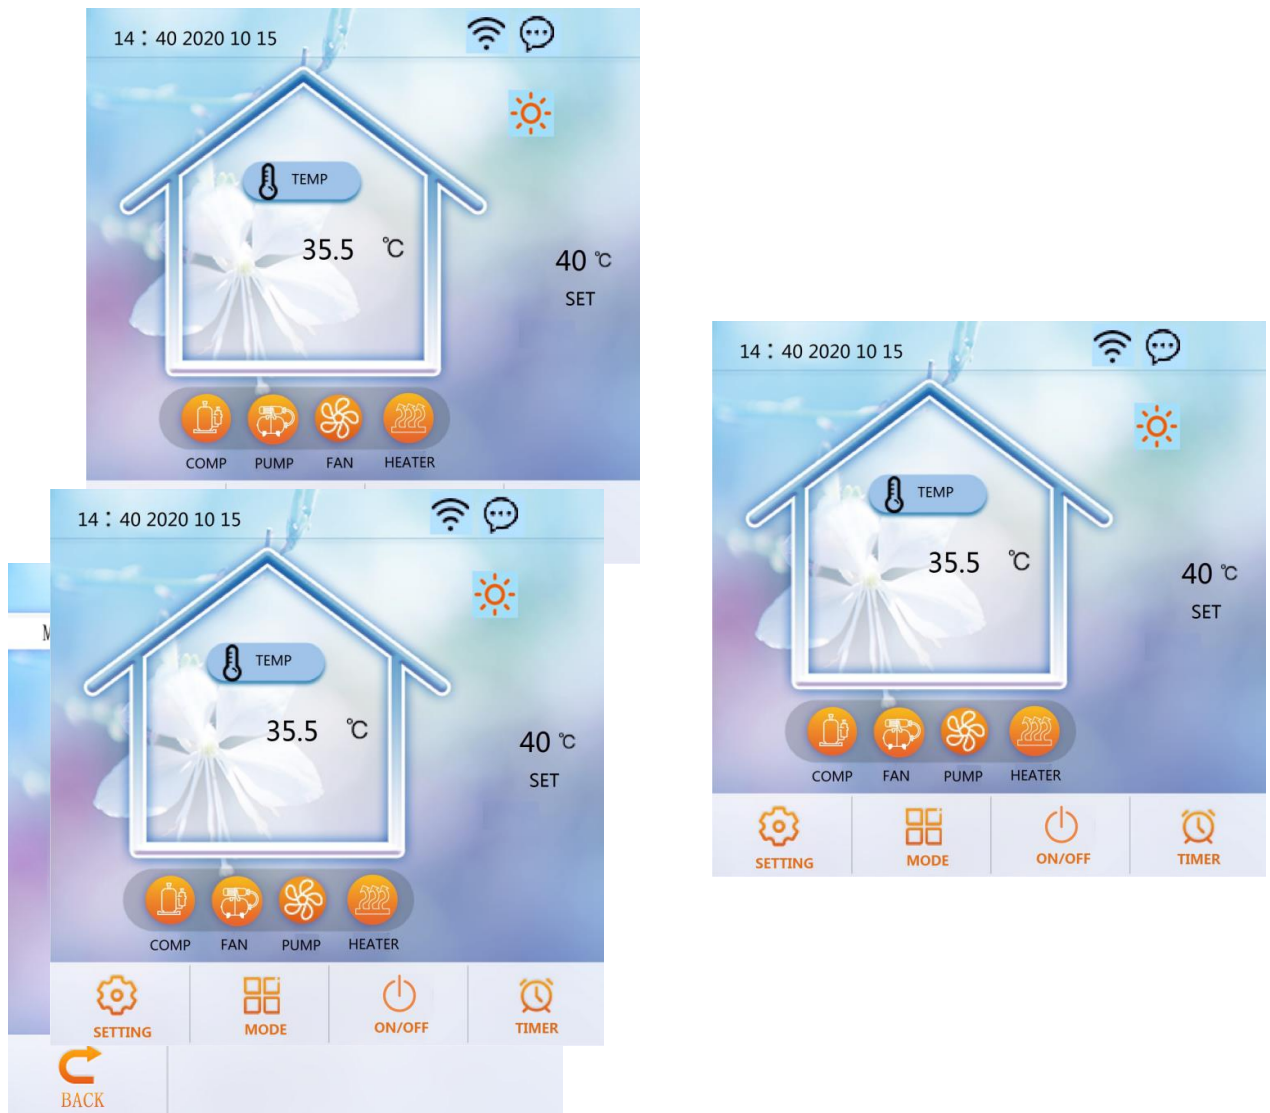 14：40 2020 10 15
TEMP
35.5 ℃
40 ℃
SET
COMP PUMP FAN HEATER
14：40 2020 10 15
TEMP
35.5 ℃
40 ℃
SET
COMP FAN PUMP HEATER
SETTING MODE ON/OFF TIMER
BACK
14：40 2020 10 15
TEMP
35.5 ℃
40 ℃
SET
COMP FAN PUMP HEATER
SETTING MODE ON/OFF TIMER